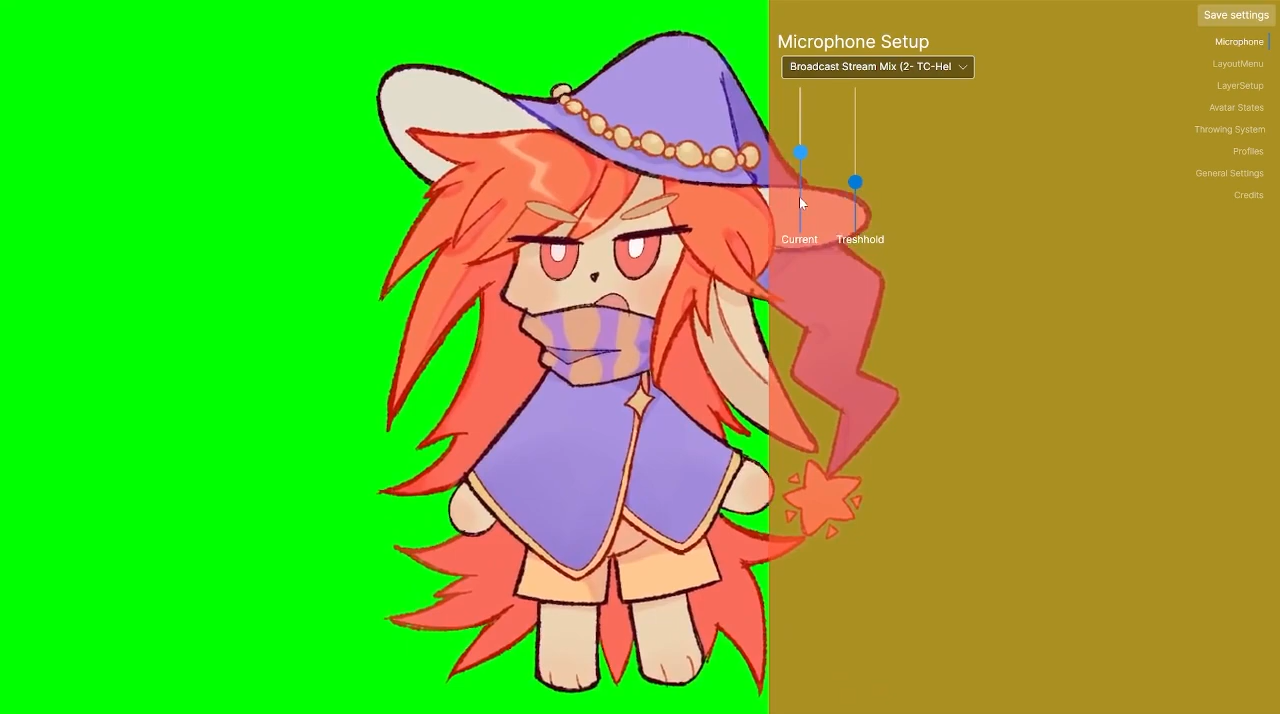 Save settings
Microphone Setup
Broadcast Stream Mix (2- TC-Hel
Current
Treshhold
Microphone
LayoutMenu
LayerSetup
Avatar States
Throwing System
Profiles
General Settings
Credits